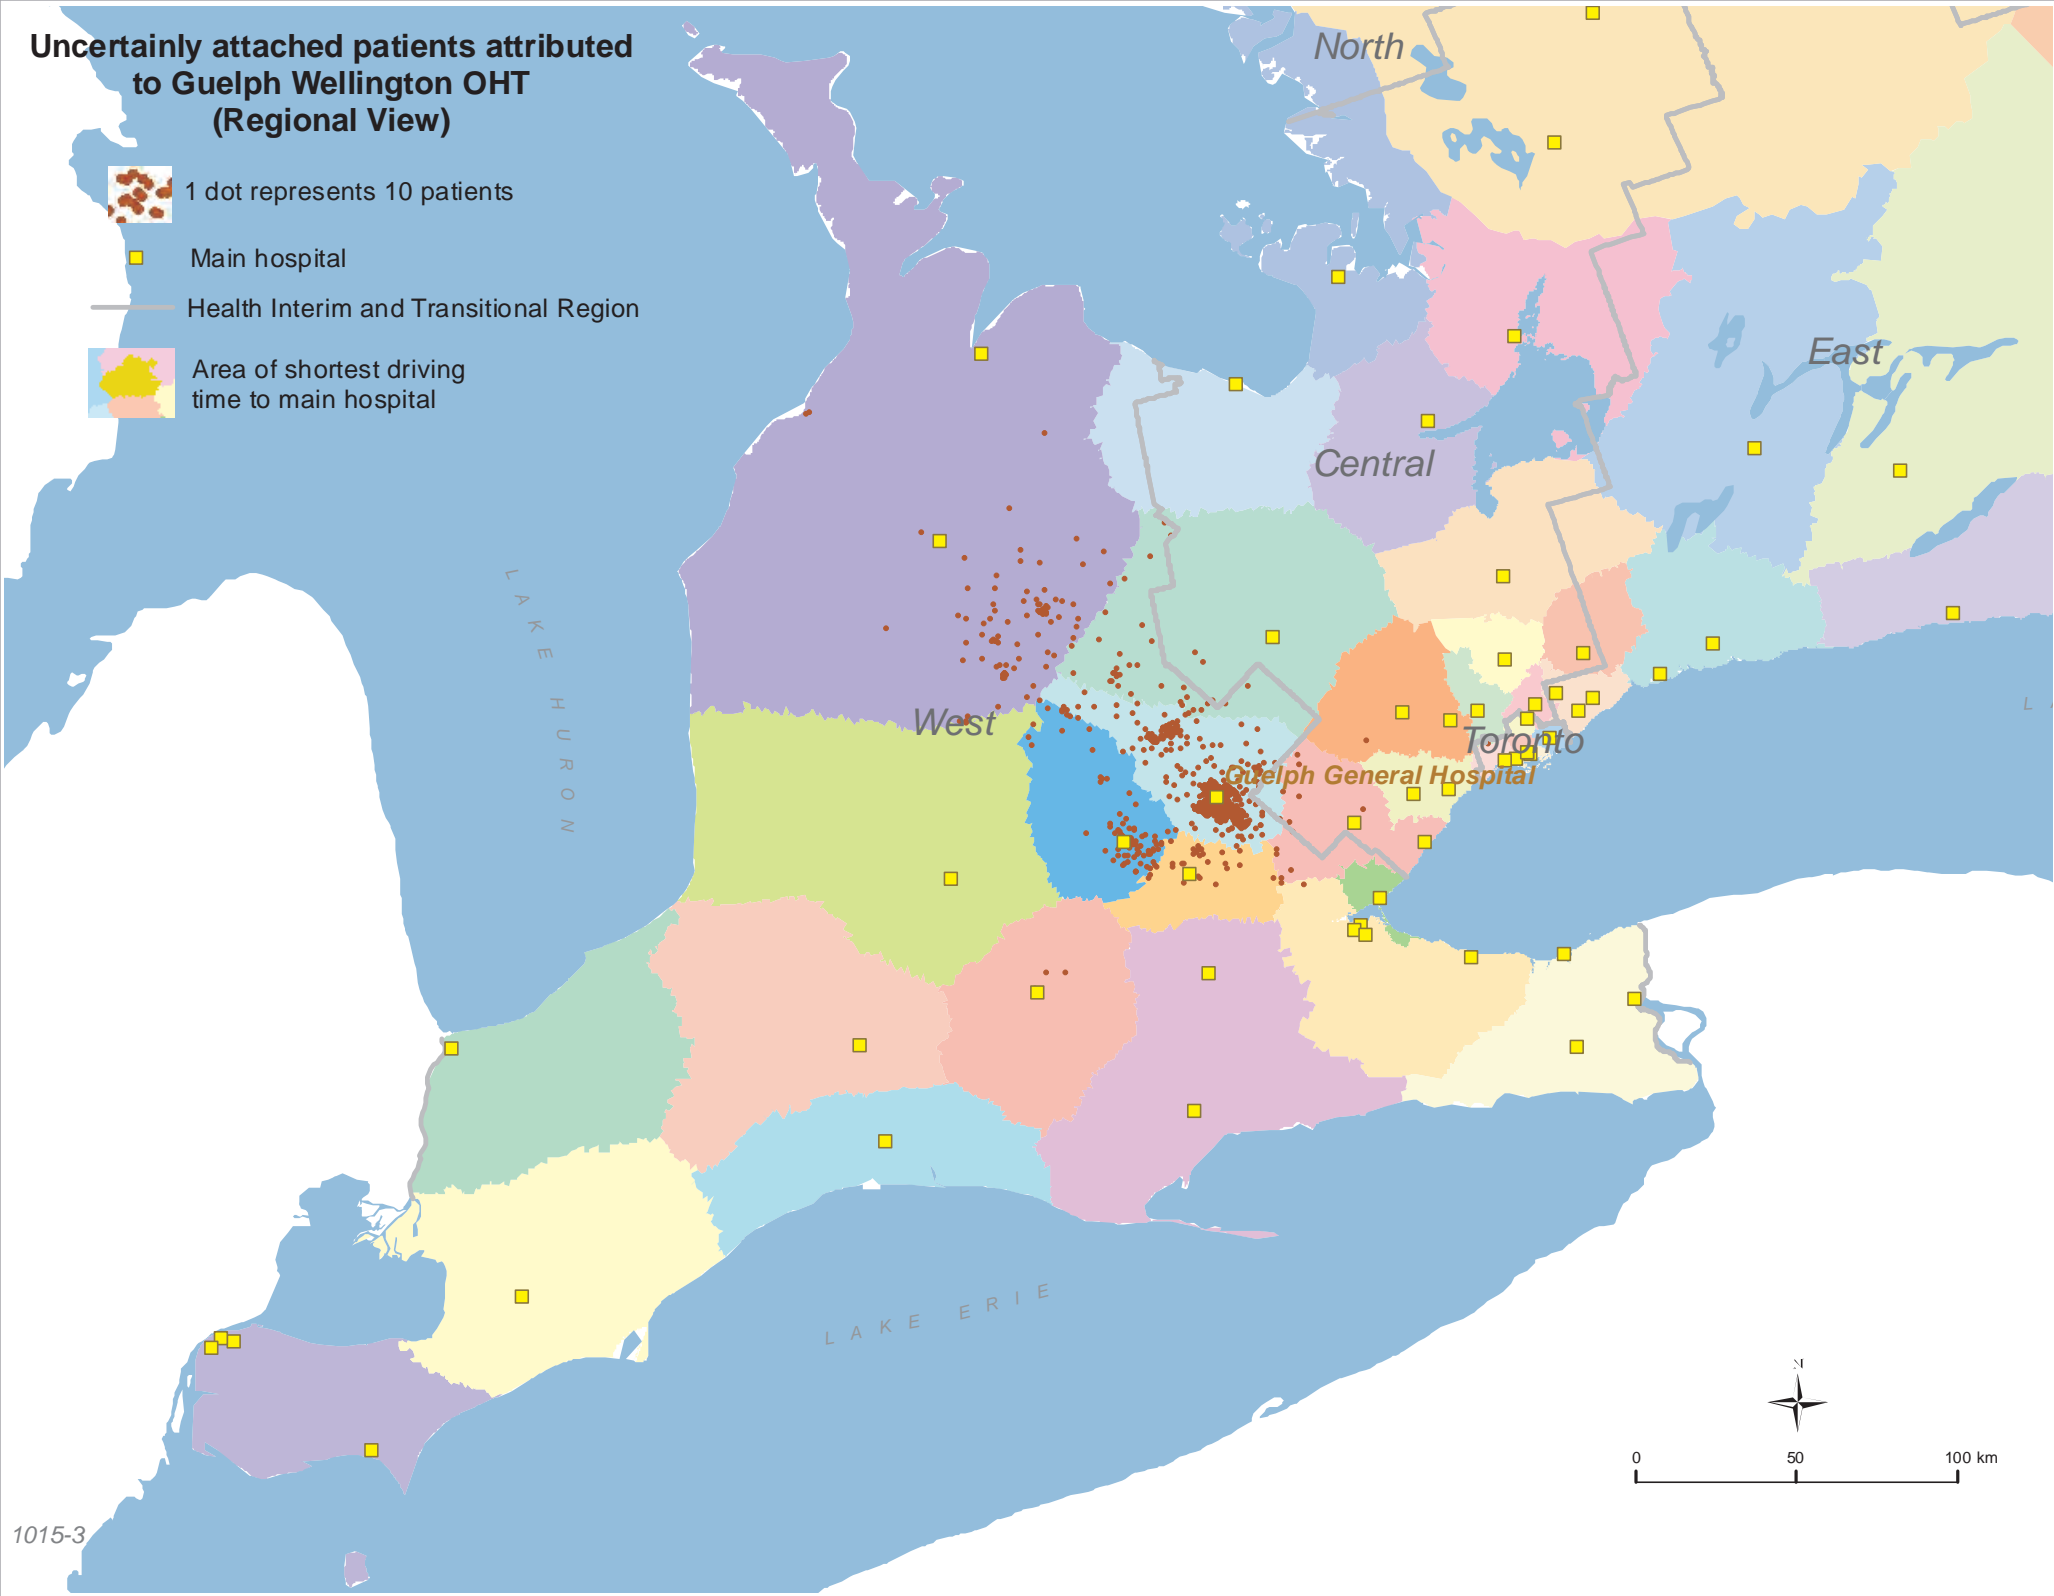 Uncertainly attached patients attributed
to Guelph Wellington OHT
(Regional View)
1 dot represents 10 patients
Main hospital
Health Interim and Transitional Region
Area of shortest driving
time to main hospital
North
East
Central
West
Toronto
Guelph General Hospital
LAKE HURON
LAKE ERIE
L A
N
0 50 100 km
1015-3